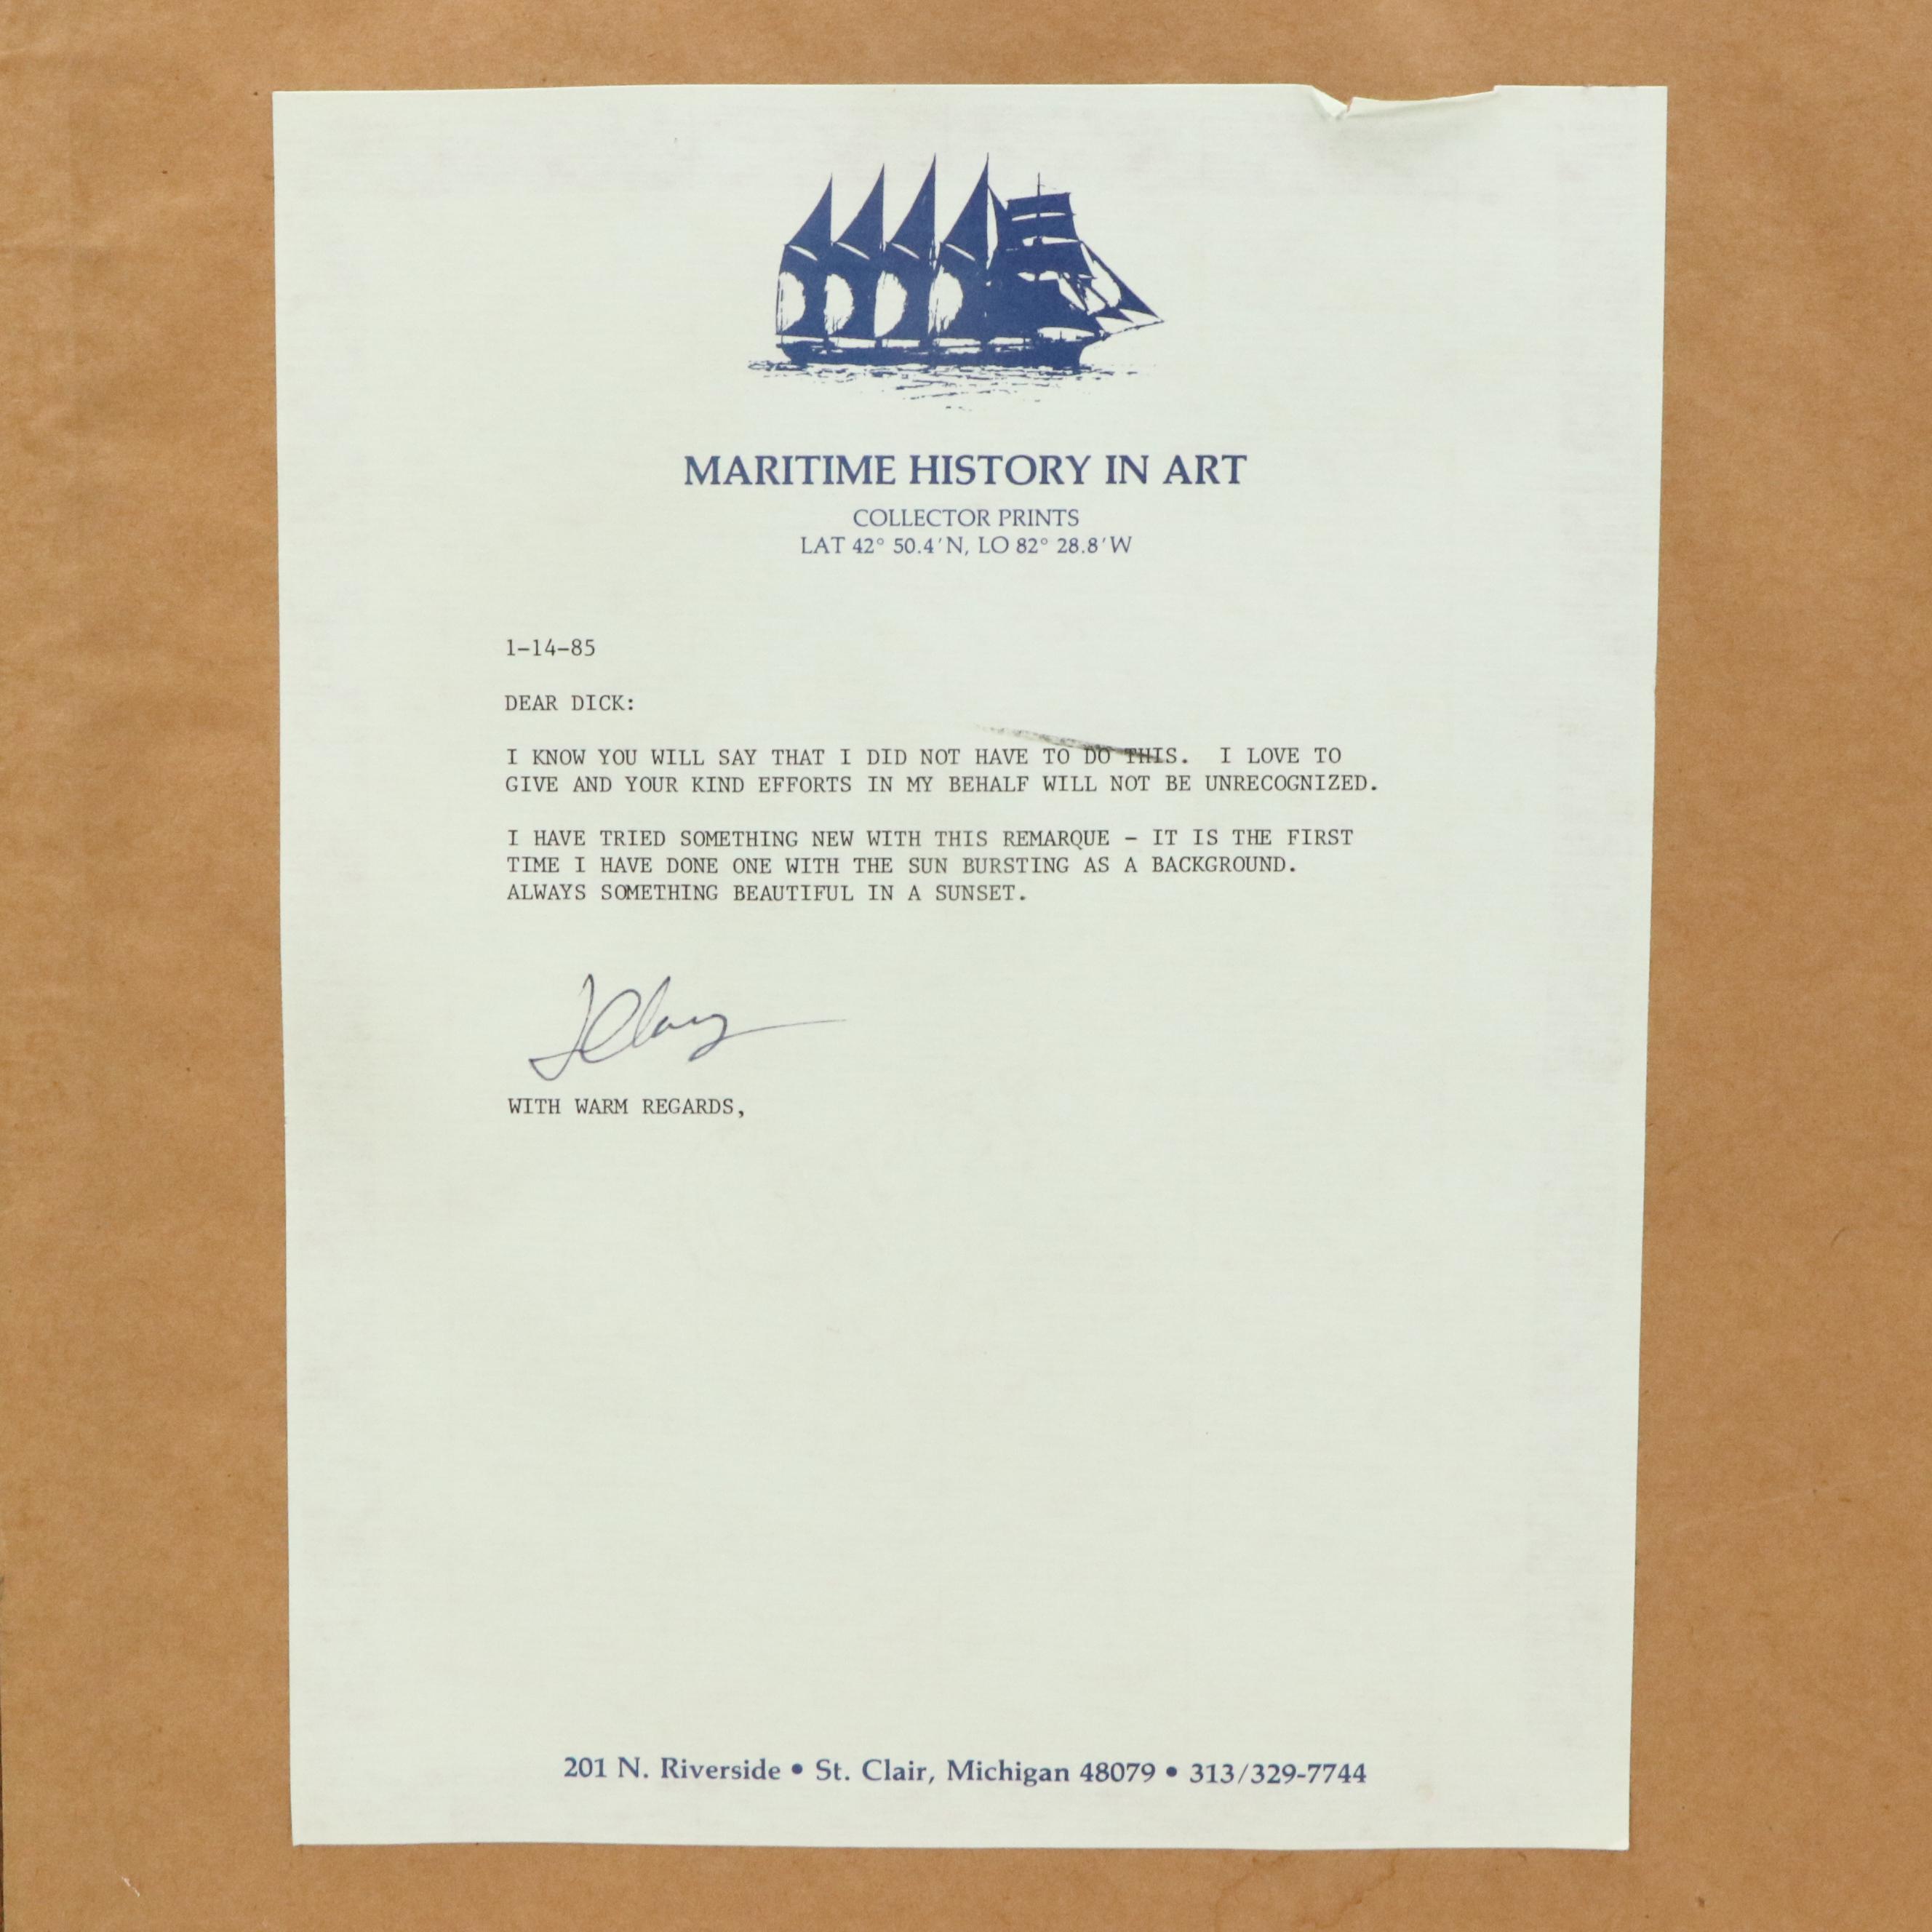 MARITIME HISTORY IN ART
COLLECTOR PRINTS
LAT 42° 50.4'N, LO 82° 28.8'W
1-14-85
DEAR DICK:
I KNOW YOU WILL SAY THAT I DID NOT HAVE TO DO THIS.  I LOVE TO
GIVE AND YOUR KIND EFFORTS IN MY BEHALF WILL NOT BE UNRECOGNIZED.
I HAVE TRIED SOMETHING NEW WITH THIS REMARQUE - IT IS THE FIRST
TIME I HAVE DONE ONE WITH THE SUN BURSTING AS A BACKGROUND.
ALWAYS SOMETHING BEAUTIFUL IN A SUNSET.
WITH WARM REGARDS,
201 N. Riverside • St. Clair, Michigan 48079 • 313/329-7744